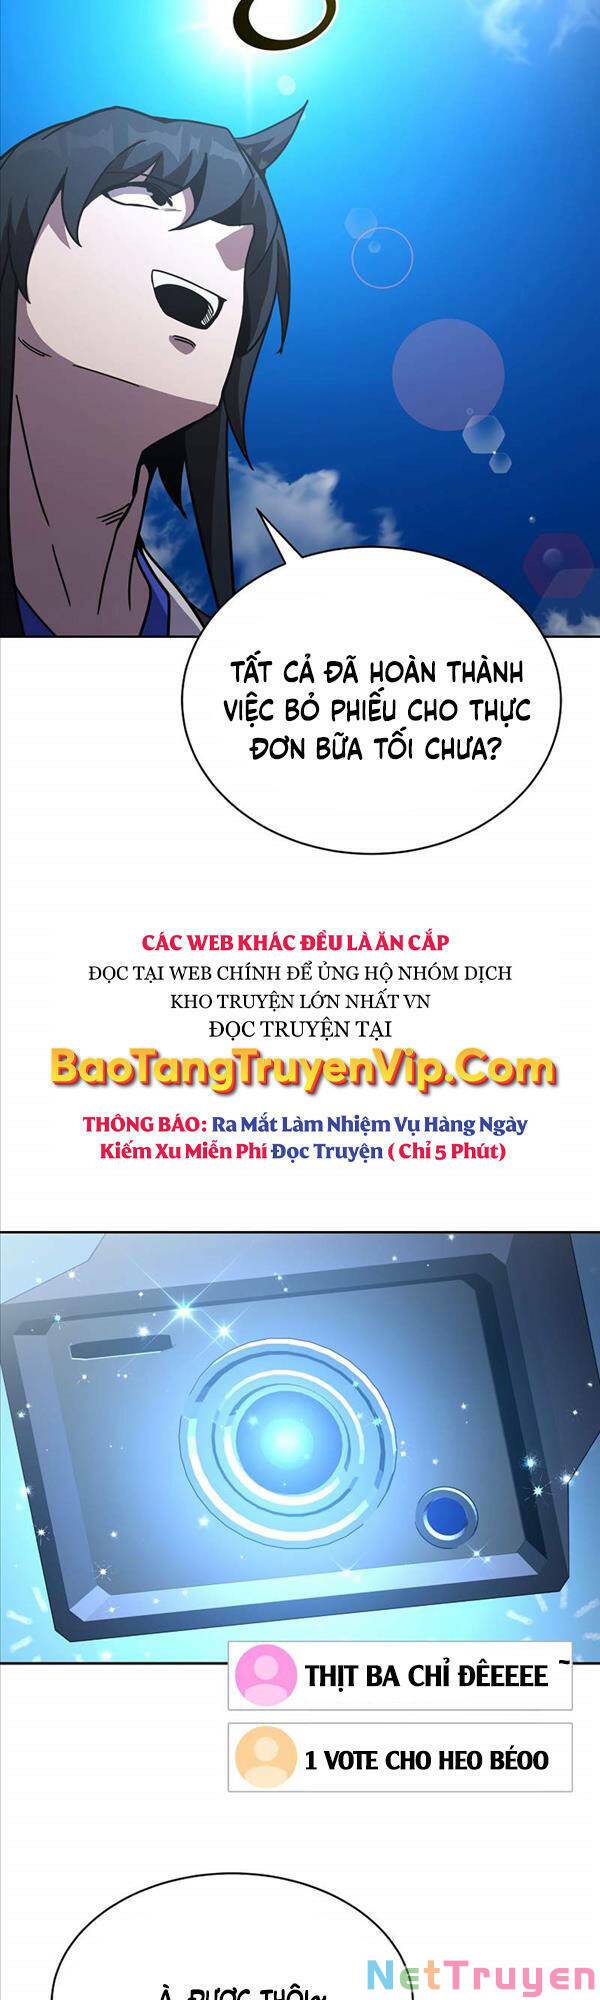 TẤT CẢ ĐÃ HOÀN THÀNH
VIỆC BỎ PHIẾU CHO THỰC
ĐƠN BỮA TỐI CHƯA?
CÁC WEB KHÁC ĐỀU LÀ ĂN CẮP
ĐỌC TẠI WEB CHÍNH ĐỂ ỦNG HỘ NHÓM DỊCH
KHO TRUYỆN LỚN NHẤT VN
ĐỌC TRUYỆN TẠI
BaoTangTruyenVip.Com
THÔNG BÁO: Ra Mắt Làm Nhiệm Vụ Hàng Ngày
Kiếm Xu Miễn Phí Đọc Truyện ( Chỉ 5 Phút)
THỊT BA CHỈ ĐÊEEEE ~
1 VOTE CHO HEO BÉOO
À ĐƯỢC THÔI
NetTruyen